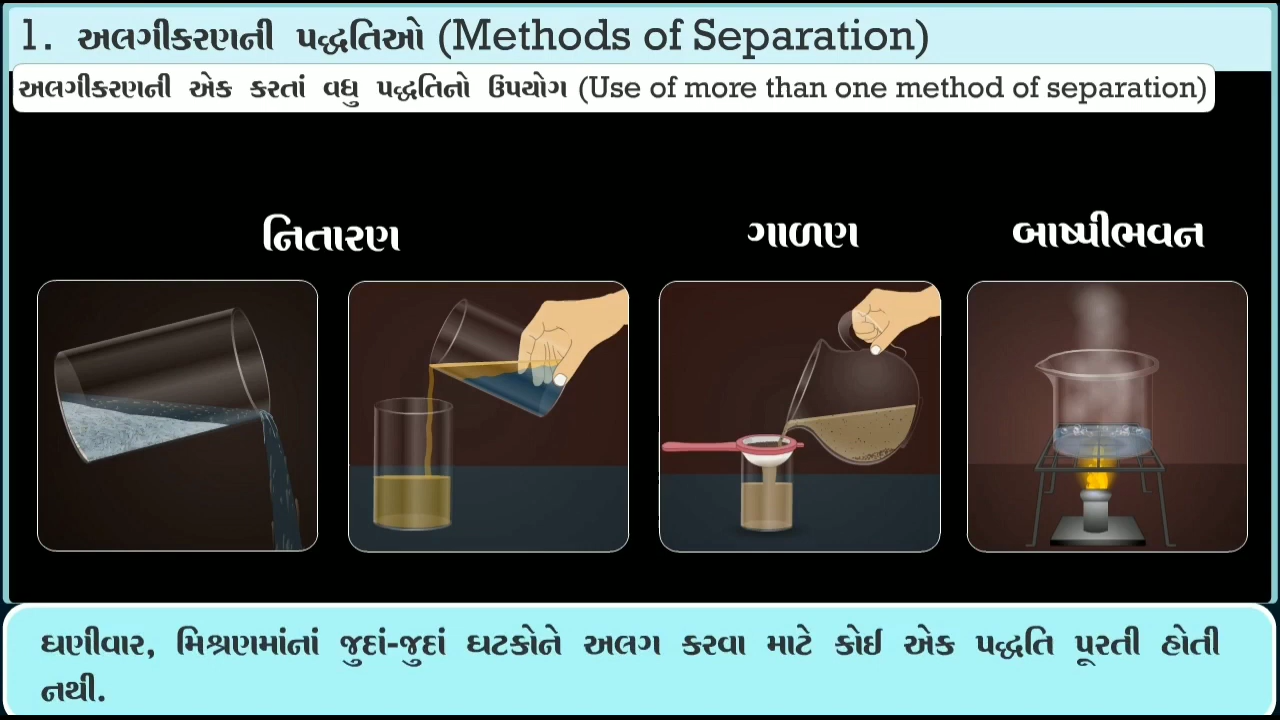 1. અલગીકરણની પદ્ધતિઓ (Methods of Separation)
અલગીકરણની એક કરતાં વધુ પદ્ધતિનો ઉપયોગ (Use of more than one method of separation)
નિતારણ
ગાળણ
બાષ્પીભવન
ઘણીવાર, મિશ્રણમાંનાં જુદાં-જુદાં ઘટકોને અલગ કરવા માટે કોઈ એક પદ્ધતિ પૂરતી હોતી
નથી.